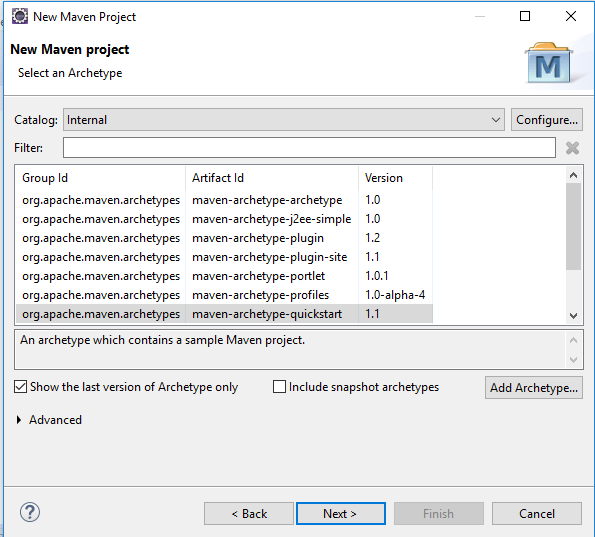 New Maven Project
New Maven project
Select an Archetype
M
Catalog: Internal Configure...
Filter:
Group Id Artifact Id Version
org.apache.maven.archetypes maven-archetype-archetype 1.0
org.apache.maven.archetypes maven-archetype-j2ee-simple 1.0
org.apache.maven.archetypes maven-archetype-plugin 1.2
org.apache.maven.archetypes maven-archetype-plugin-site 1.1
org.apache.maven.archetypes maven-archetype-portlet 1.0.1
org.apache.maven.archetypes maven-archetype-profiles 1.0-alpha-4
org.apache.maven.archetypes maven-archetype-quickstart 1.1
An archetype which contains a sample Maven project.
Show the last version of Archetype only Include snapshot archetypes Add Archetype...
Advanced
? < Back Next > Finish Cancel